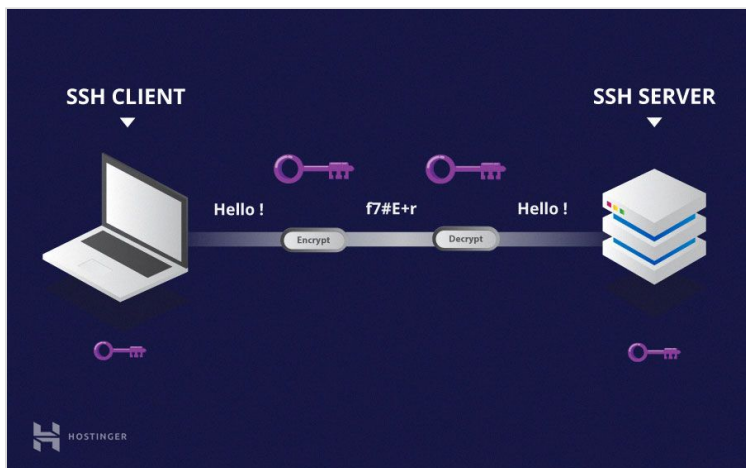 SSH CLIENT
SSH SERVER
Hello !
f7#E+r
Hello !
Encrypt
Decrypt
HOSTINGER